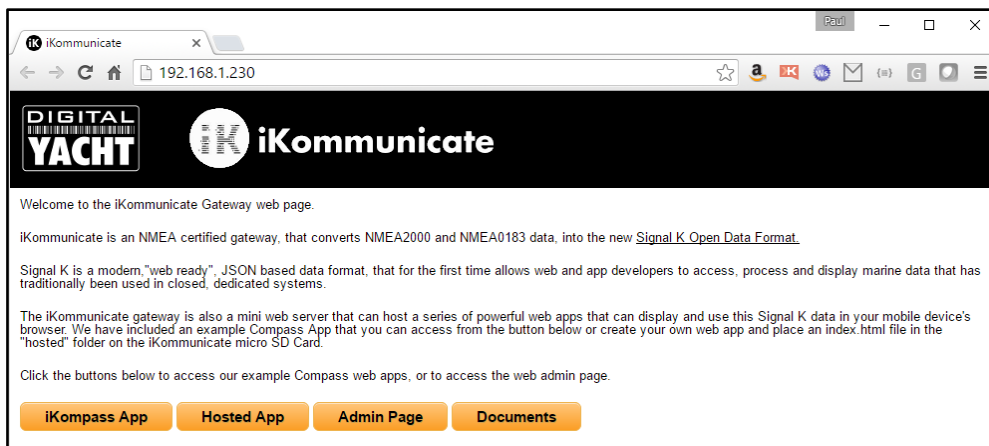 Paul
iKommunicate
192.168.1.230
DIGITAL
YACHT
iK iKommunicate
Welcome to the iKommunicate Gateway web page.
iKommunicate is an NMEA certified gateway, that converts NMEA2000 and NMEA0183 data, into the new Signal K Open Data Format.
Signal K is a modern,"web ready", JSON based data format, that for the first time allows web and app developers to access, process and display marine data that has
traditionally been used in closed, dedicated systems.
The iKommunicate gateway is also a mini web server that can host a series of powerful web apps that can display and use this Signal K data in your mobile device's
browser. We have included an example Compass App that you can access from the button below or create your own web app and place an index.html file in the
"hosted" folder on the iKommunicate micro SD Card.
Click the buttons below to access our example Compass web apps, or to access the web admin page.
iKompass App Hosted App Admin Page Documents